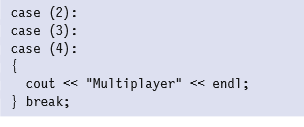 case (2):
case (3):
case (4):
{
  cout << "Multiplayer" << endl;
} break;